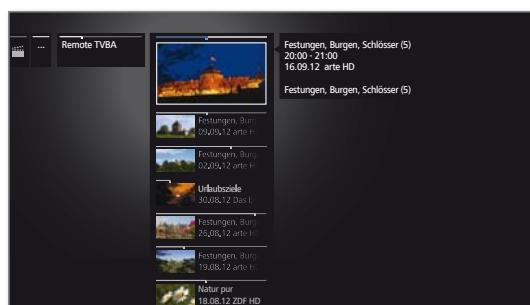 ...
Remote TVBA
Festungen, Burgen, Schlösser (5)
20:00 - 21:00
16.09.12 arte HD
Festungen, Burgen, Schlösser (5)
Festungen, Burg
09.09.12 arte H
Festungen, Burg
02.09.12 arte H
Urlaubsziele
30.08.12 Das E
Festungen, Burg
26.08.12 arte HD
Festungen, Burg
19.08.12 arte H
Natur pur
18.08.12 ZDF HD